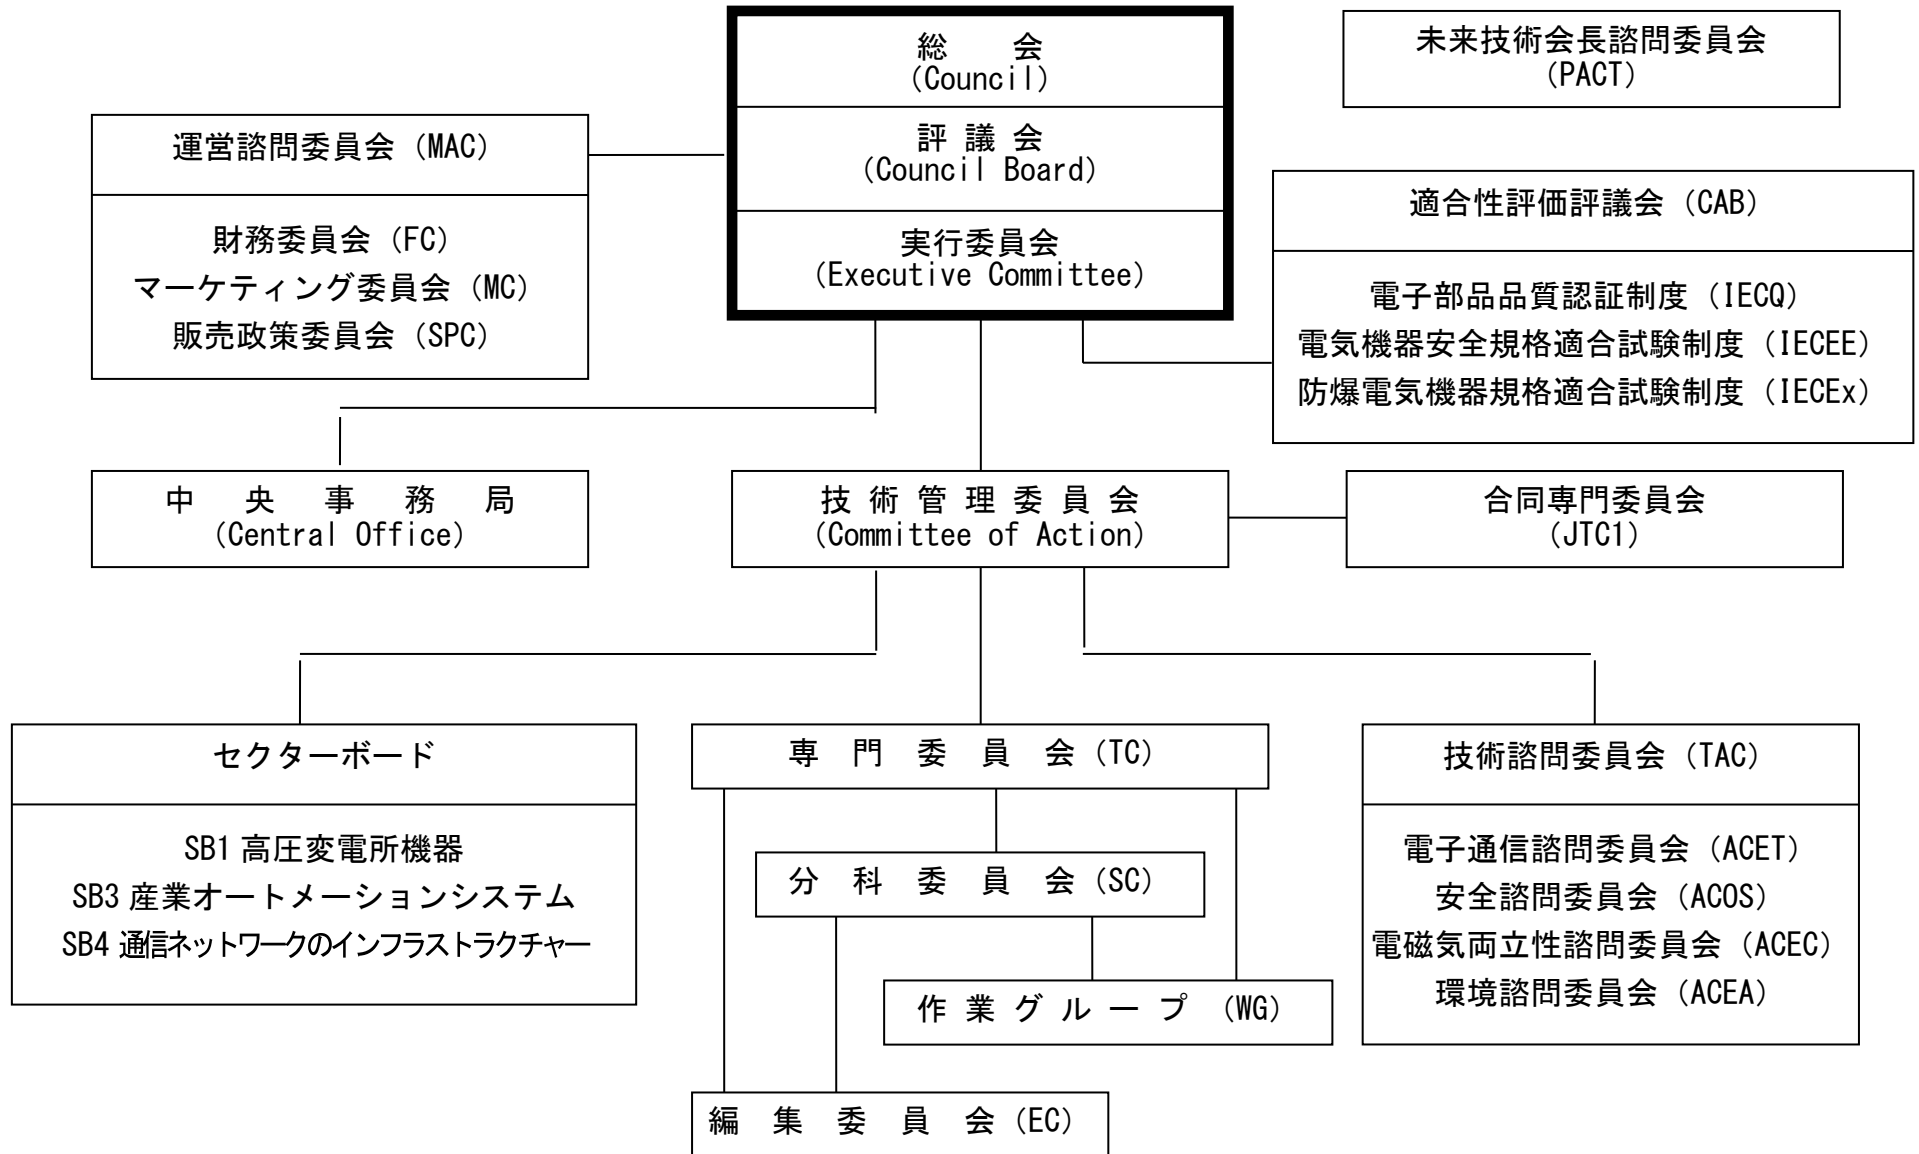 総 会
(Council)
評 議 会
(Council Board)
実行委員会
(Executive Committee)
未来技術会長諮問委員会
(PACT)
運営諮問委員会 (MAC)
財務委員会 (FC)
マーケティング委員会 (MC)
販売政策委員会 (SPC)
適合性評価評議会 (CAB)
電子部品品質認証制度 (IECQ)
電気機器安全規格適合試験制度 (IECEE)
防爆電気機器規格適合試験制度 (IECEx)
中 央 事 務 局
(Central Office)
技 術 管 理 委 員 会
(Committee of Action)
合同専門委員会
(JTC1)
セクターボード
SB1 高圧変電所機器
SB3 産業オートメーションシステム
SB4 通信ネットワークのインフラストラクチャー
専 門 委 員 会 (TC)
分 科 委 員 会 (SC)
作 業 グ ル ー プ (WG)
編 集 委 員 会 (EC)
技術諮問委員会 (TAC)
電子通信諮問委員会 (ACET)
安全諮問委員会 (ACOS)
電磁気両立性諮問委員会 (ACEC)
環境諮問委員会 (ACEA)